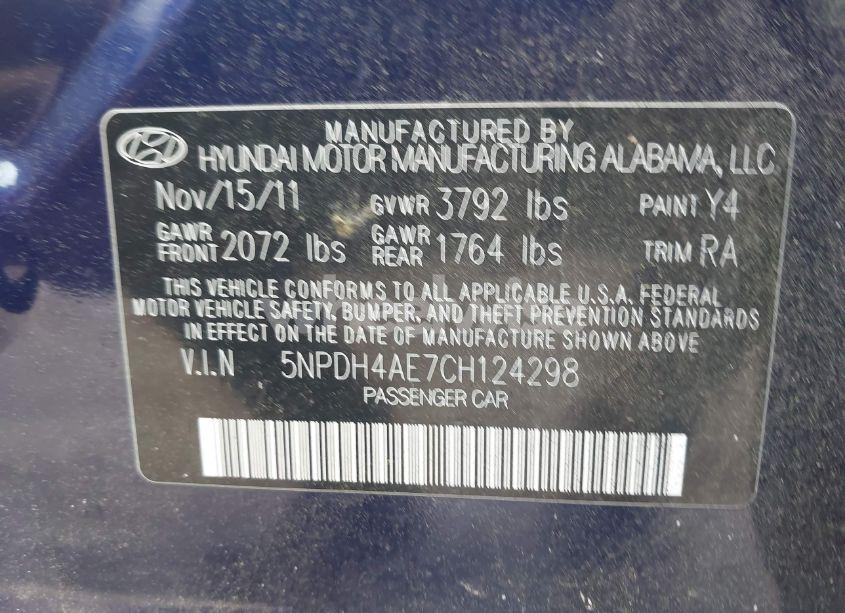 MANUFACTURED BY
HYUNDAI MOTOR MANUFACTURING ALABAMA, LLC
Nov/15/11 GVWR 3792 lbs PAINT Y4
GAWR FRONT 2072 lbs GAWR REAR 1764 lbs TRIM RA
THIS VEHICLE CONFORMS TO ALL APPLICABLE U.S.A. FEDERAL
MOTOR VEHICLE SAFETY, BUMPER, AND THEFT PREVENTION STANDARDS
IN EFFECT ON THE DATE OF MANUFACTURE SHOWN ABOVE
V.I.N 5NPDH4AE7CH124298
PASSENGER CAR